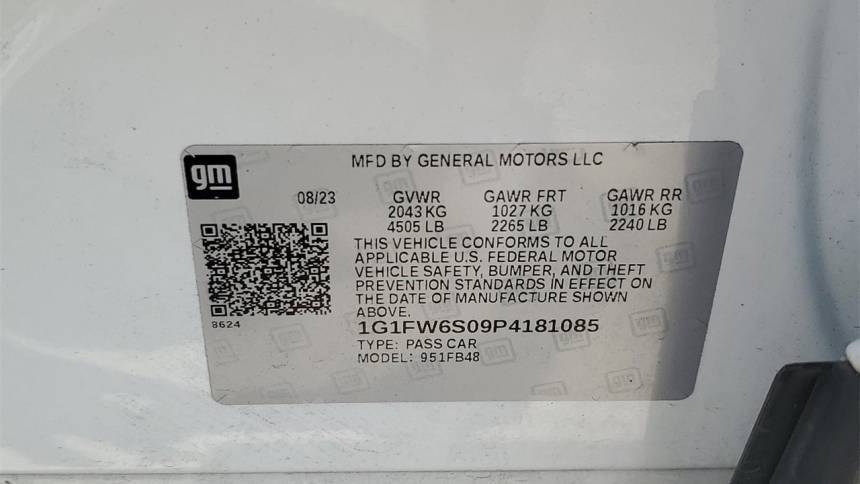 gm
MFD BY GENERAL MOTORS LLC
08/23 GVWR GAWR FRT GAWR RR
2043 KG 1027 KG 1016 KG
4505 LB 2265 LB 2240 LB
THIS VEHICLE CONFORMS TO ALL
APPLICABLE U.S. FEDERAL MOTOR
VEHICLE SAFETY, BUMPER, AND THEFT
PREVENTION STANDARDS IN EFFECT ON
THE DATE OF MANUFACTURE SHOWN
ABOVE.
8624
1G1FW6S09P4181085
TYPE: PASS CAR
MODEL: 951FB48